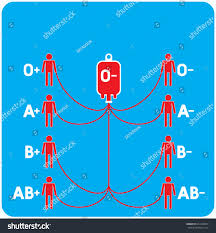 O+ O- O-
A+ A-
B+ B-
AB+ AB-
shutterstock